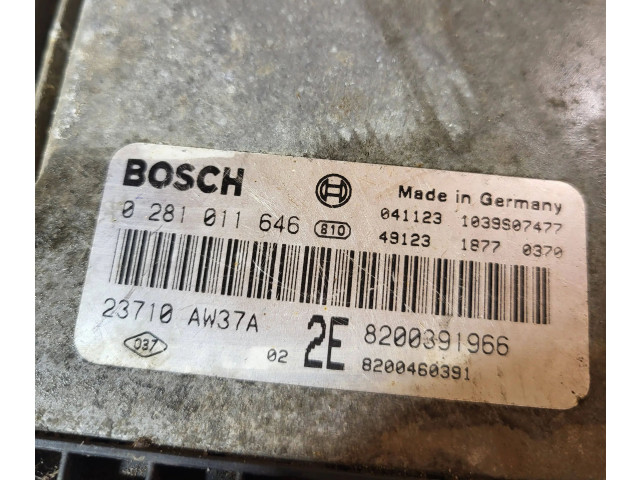 BOSCH
Made in Germany
0 281 011 646 810 041123 1039S07477
49123 1877 0370
23710 AW37A 2E 8200391966
037 02 8200460391